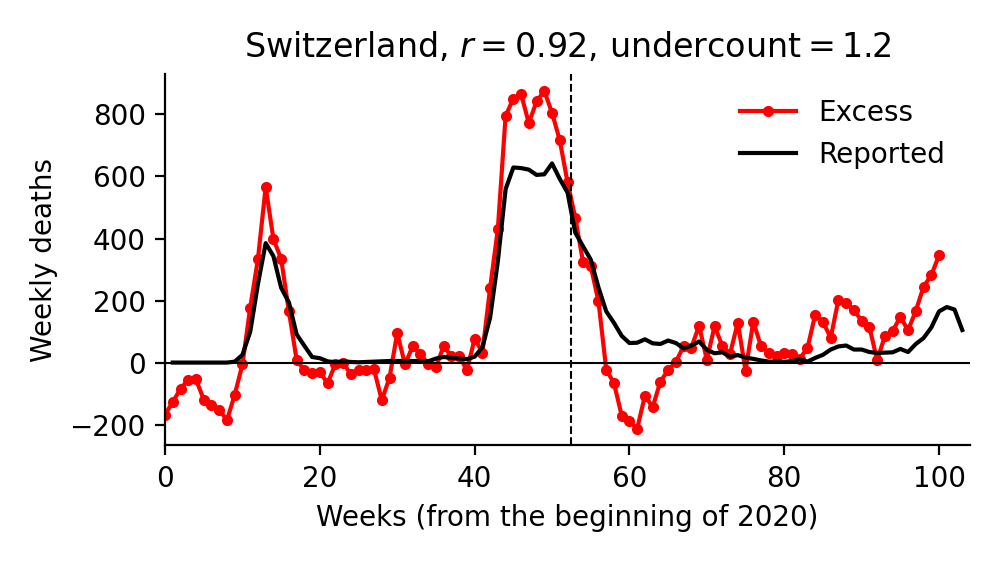 Switzerland, r = 0.92, undercount = 1.2
Excess
Reported
Weekly deaths
800
600
400
200
0
−200
0 20 40 60 80 100
Weeks (from the beginning of 2020)